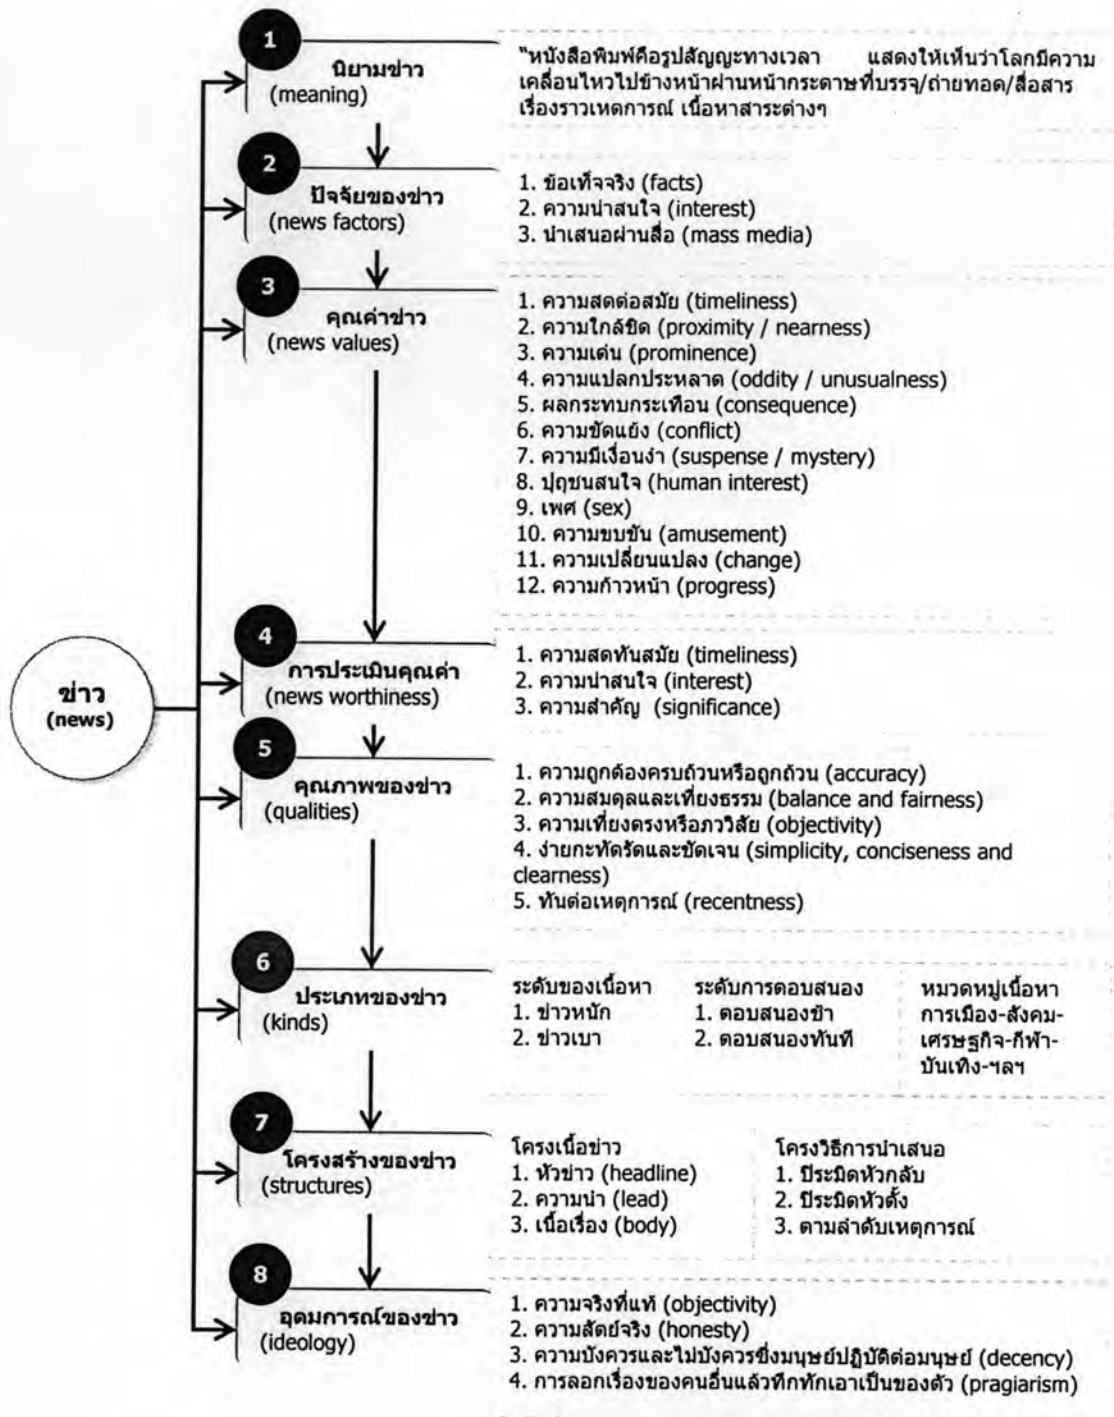 ข่าว
(news)
1
นิยามข่าว
(meaning)
"หนังสือพิมพ์คือรูปสัญญะทางเวลา แสดงให้เห็นว่าโลกมีความ
เคลื่อนไหวไปข้างหน้าผ่านหน้ากระดาษที่บรรจุ/ถ่ายทอด/สื่อสาร
เรื่องราวเหตการณ์ เนื้อหาสาระต่างๆ
2
ปัจจัยของข่าว
(news factors)
1. ข้อเท็จจริง (facts)
2. ความน่าสนใจ (interest)
3. นำเสนอผ่านสื่อ (mass media)
3
คุณค่าข่าว
(news values)
1. ความสดต่อสมัย (timeliness)
2. ความใกล้ชิด (proximity / nearness)
3. ความเด่น (prominence)
4. ความแปลกประหลาด (oddity / unusualness)
5. ผลกระทบกระเทือน (consequence)
6. ความขัดแย้ง (conflict)
7. ความมีเงื่อนงำ (suspense / mystery)
8. ปุถุชนสนใจ (human interest)
9. เพศ (sex)
10. ความขบขัน (amusement)
11. ความเปลี่ยนแปลง (change)
12. ความก้าวหน้า (progress)
4
การประเมินคุณค่า
(news worthiness)
1. ความสดทันสมัย (timeliness)
2. ความน่าสนใจ (interest)
3. ความสำคัญ (significance)
5
คุณภาพของข่าว
(qualities)
1. ความถูกต้องครบถ้วนหรือถูกถ้วน (accuracy)
2. ความสมดุลและเที่ยงธรรม (balance and fairness)
3. ความเที่ยงตรงหรือภววิสัย (objectivity)
4. ง่ายกะทัดรัดและชัดเจน (simplicity, conciseness and
clearness)
5. ทันต่อเหตุการณ์ (recentness)
6
ประเภทของข่าว
(kinds)
ระดับของเนื้อหา
1. ข่าวหนัก
2. ข่าวเบา
ระดับการตอบสนอง
1. ตอบสนองช้า
2. ตอบสนองทันที
หมวดหมู่เนื้อหา
การเมือง-สังคม-
เศรษฐกิจ-กีฬา-
บันเทิง-ฯลฯ
7
โครงสร้างของข่าว
(structures)
โครงเนื้อข่าว
1. หัวข่าว (headline)
2. ความนำ (lead)
3. เนื้อเรื่อง (body)
โครงวิธีการนำเสนอ
1. ปิระมิดหัวกลับ
2. ปิระมิดหัวตั้ง
3. ตามลำดับเหตุการณ์
8
อุดมการณ์ของข่าว
(ideology)
1. ความจริงที่แท้ (objectivity)
2. ความสัตย์จริง (honesty)
3. ความบังควรและไม่บังควรซึ่งมนุษย์ปฏิบัติต่อมนุษย์ (decency)
4. การลอกเรื่องของคนอื่นแล้วทึกทักเอาเป็นของตัว (pragiarism)